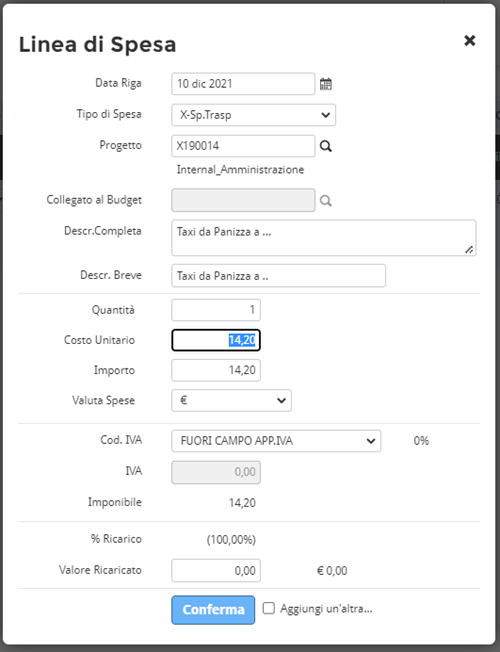 Linea di Spesa
Data Riga 10 dic 2021
Tipo di Spesa X-Sp.Trasp
Progetto X190014
Internal_Amministrazione
Collegato al Budget
Descr.Completa Taxi da Panizza a ...
Descr. Breve Taxi da Panizza a ..
Quantità 1
Costo Unitario 14,20
Importo 14,20
Valuta Spese €
Cod. IVA FUORI CAMPO APP.IVA 0%
IVA 0,00
Imponibile 14,20
% Ricarico (100,00%)
Valore Ricaricato 0,00 € 0,00
Conferma Aggiungi un'altra...